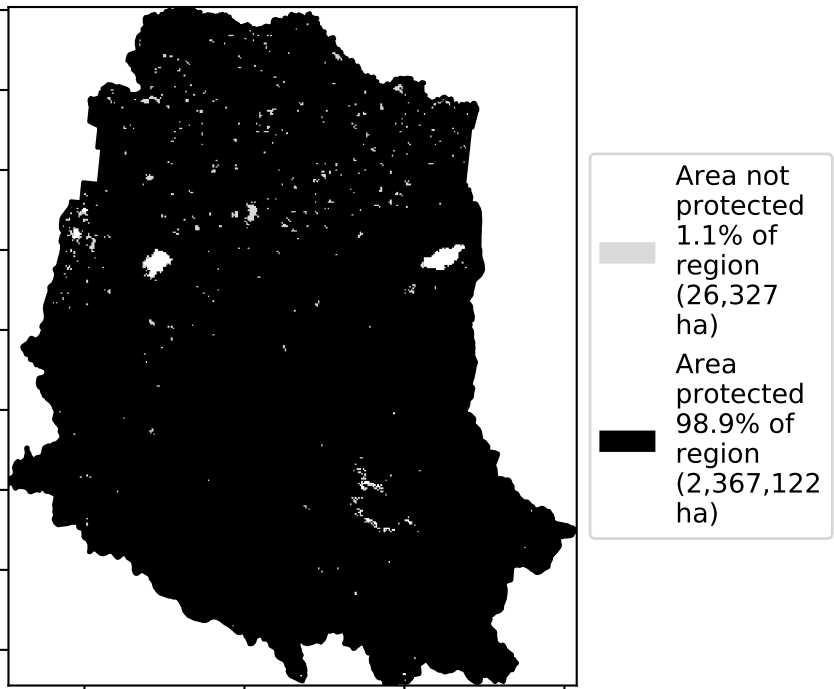 Area not
protected
1.1% of
region
(26,327
ha)
Area
protected
98.9% of
region
(2,367,122
ha)